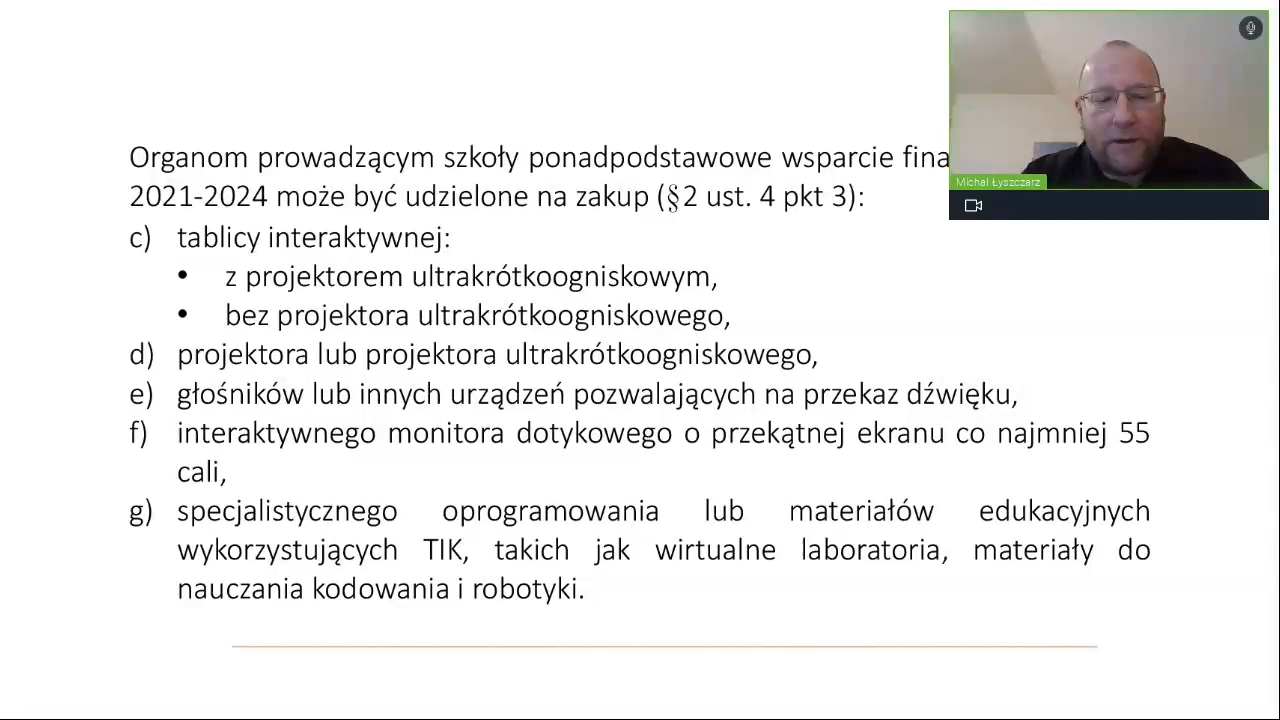 Organom prowadzącym szkoły ponadpodstawowe wsparcie fina
2021-2024 może być udzielone na zakup (§2 ust. 4 pkt 3):
c) tablicy interaktywnej:
• z projektorem ultrakrótkoogniskowym,
• bez projektora ultrakrótkoogniskowego,
d) projektora lub projektora ultrakrótkoogniskowego,
e) głośników lub innych urządzeń pozwalających na przekaz dźwięku,
f) interaktywnego monitora dotykowego o przekątnej ekranu co najmniej 55
cali,
g) specjalistycznego oprogramowania lub materiałów edukacyjnych
wykorzystujących TIK, takich jak wirtualne laboratoria, materiały do
nauczania kodowania i robotyki.
Michał Łyszczarz